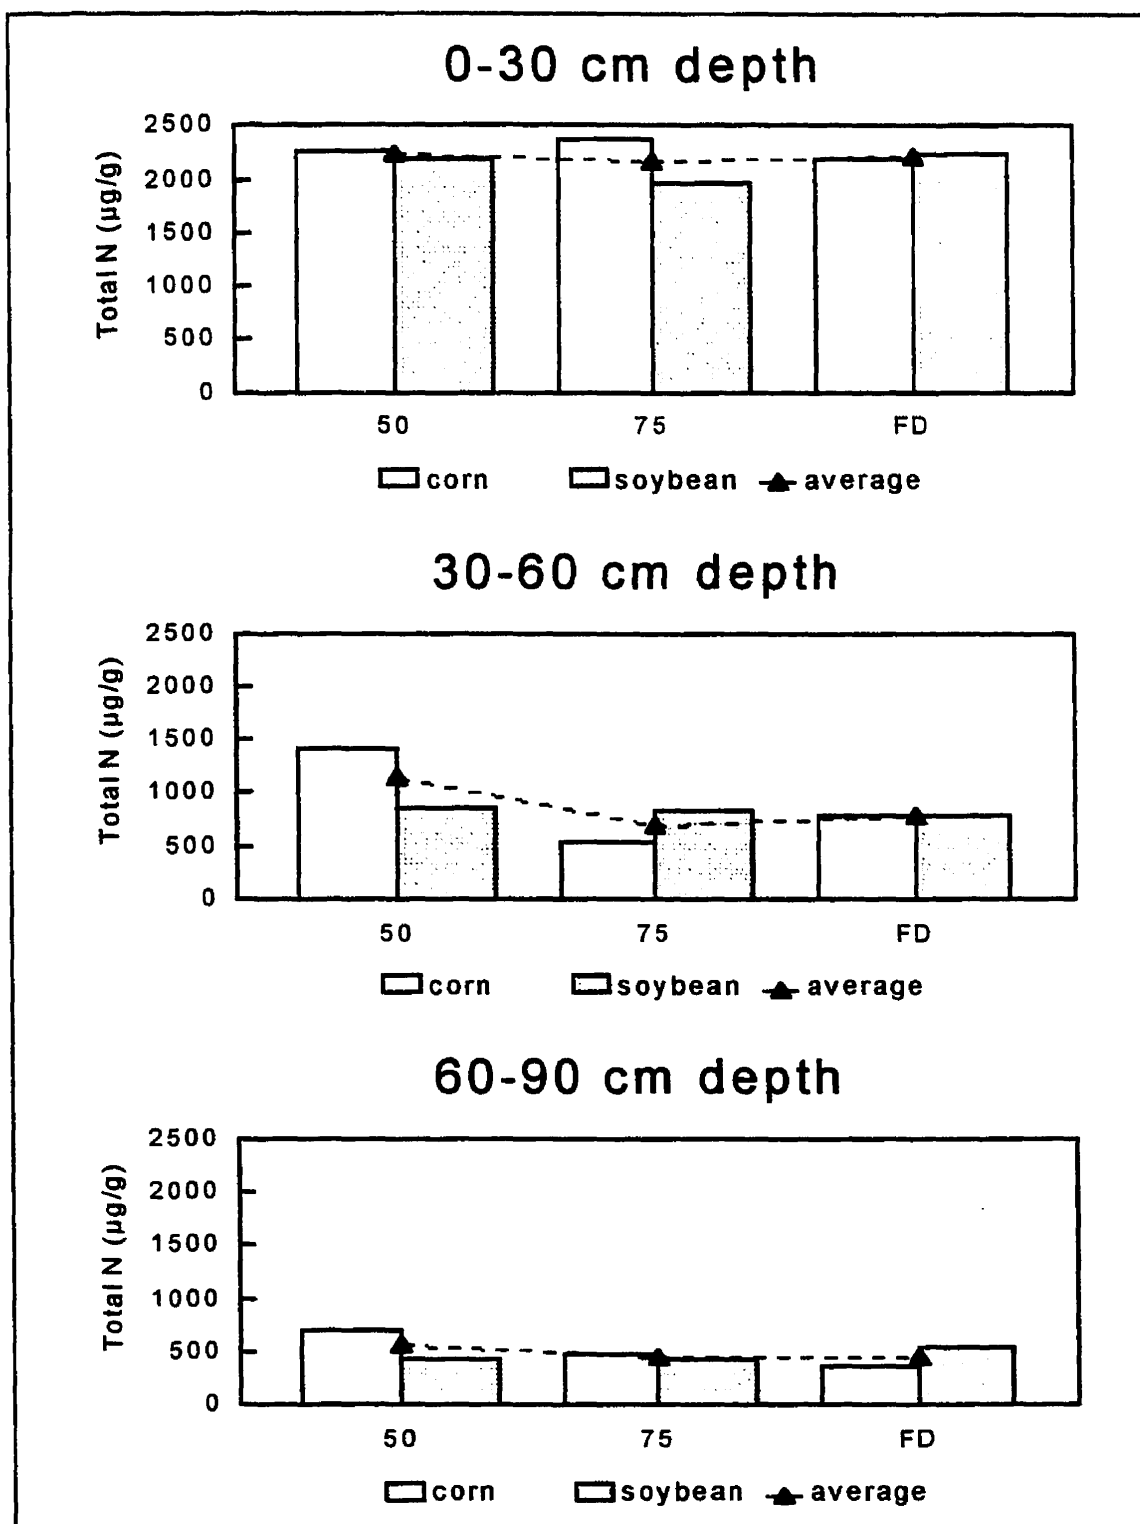 0-30 cm depth
Total N (µg/g)
2500
2000
1500
1000
500
0
50 75 FD
corn soybean average
30-60 cm depth
Total N (µg/g)
2500
2000
1500
1000
500
0
50 75 FD
corn soybean average
60-90 cm depth
Total N (µg/g)
2500
2000
1500
1000
500
0
50 75 FD
corn soybean average